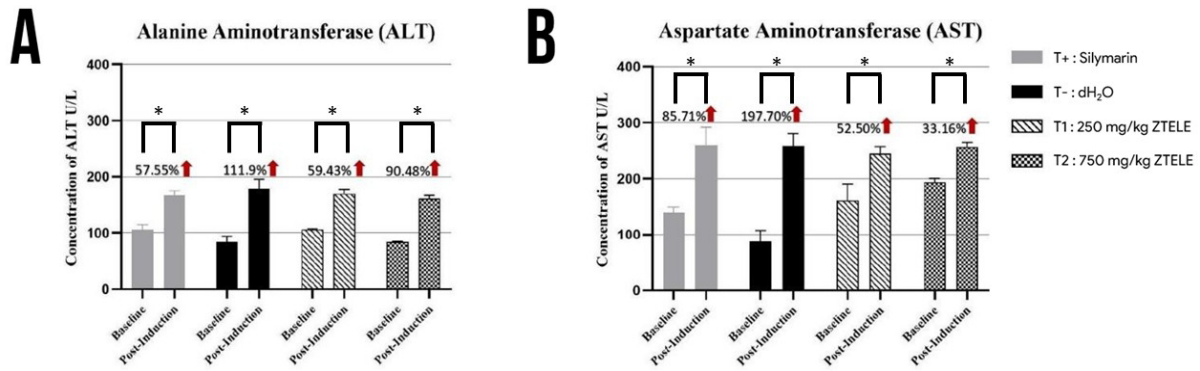 A
Alanine Aminotransferase (ALT)
Concentration of ALT U/L
400
300
200
100
0
*
*
*
*
57.55%
111.9%
59.43%
90.48%
Baseline
Post-Induction
Baseline
Post-Induction
Baseline
Post-Induction
Baseline
Post-Induction
B
Aspartate Aminotransferase (AST)
Concentration of AST U/L
400
300
200
100
0
*
*
*
*
85.71%
197.70%
52.50%
33.16%
Baseline
Post-Induction
Baseline
Post-Induction
Baseline
Post-Induction
Baseline
Post-Induction
T+ : Silymarin
T- : dH₂O
T1 : 250 mg/kg ZTELE
T2 : 750 mg/kg ZTELE